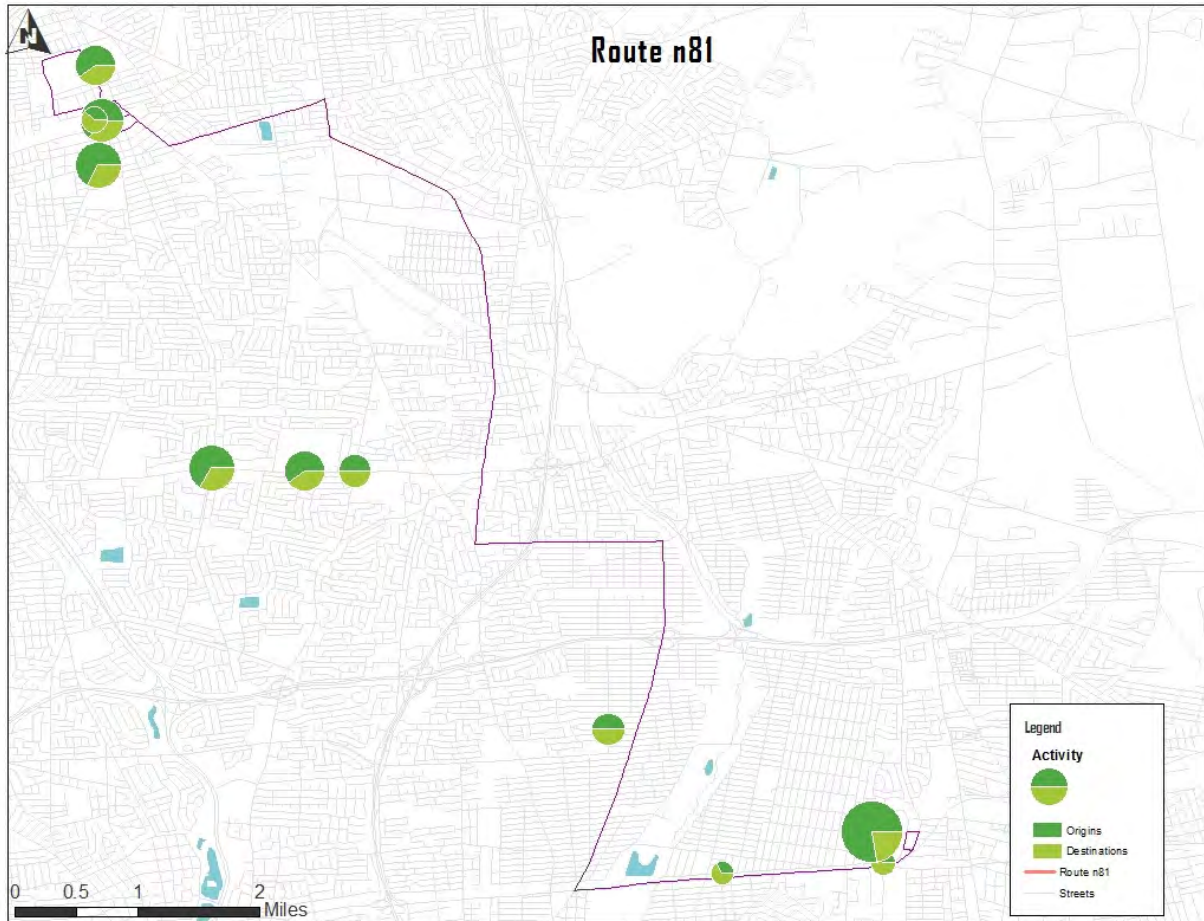 N
Route n81
Legend
Activity
Origins
Destinations
Route n81
Streets
0 0.5 1 2
Miles